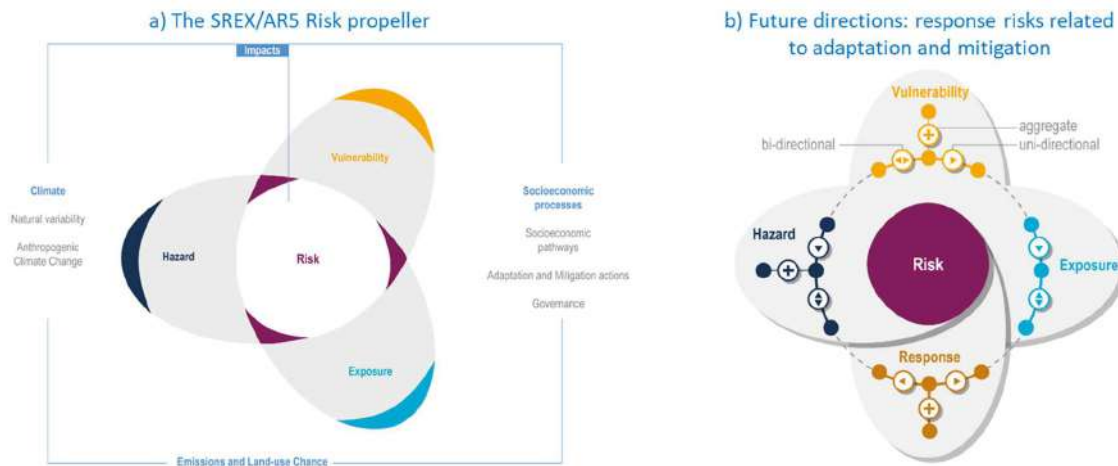 a) The SREX/AR5 Risk propeller
Impacts
Vulnerability
Climate
Natural variability
Anthropogenic
Climate Change
Hazard
Risk
Socioeconomic
processes
Socioeconomic
pathways
Adaptation and Mitigation actions
Governance
Exposure
Emissions and Land-use Chance
b) Future directions: response risks related
to adaptation and mitigation
Vulnerability
aggregate
bi-directional
uni-directional
Hazard
Risk
Exposure
Response